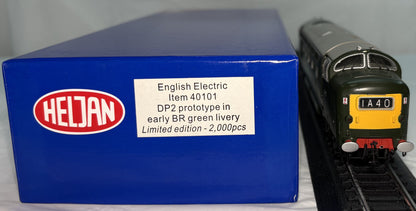 HELJAN
English Electric
Item 40101
DP2 prototype in
early BR green livery
Limited edition - 2,000pcs
1A40